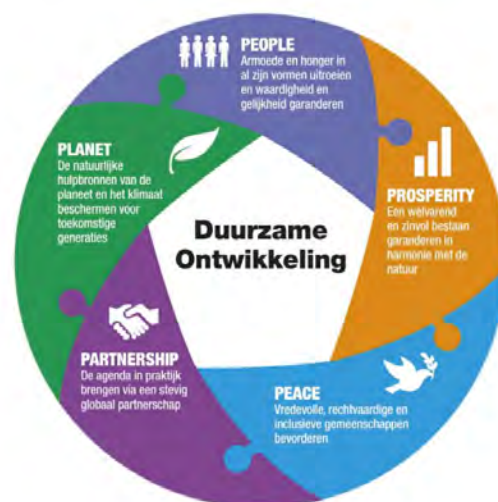 PEOPLE
Armoede en honger in
al zijn vormen uitroeien
en waardigheid en
gelijkheid garanderen
PROSPERITY
Een welvarend
en zinvol bestaan
garanderen in
harmonie met de
natuur
PEACE
Vredevolle, rechtvaardige en
inclusieve gemeenschappen
bevorderen
PARTNERSHIP
De agenda in praktijk
brengen via een stevig
globaal partnerschap
PLANET
De natuurlijke
hulpbronnen van de
planeet en het klimaat
beschermen voor
toekomstige
generaties
Duurzame
Ontwikkeling